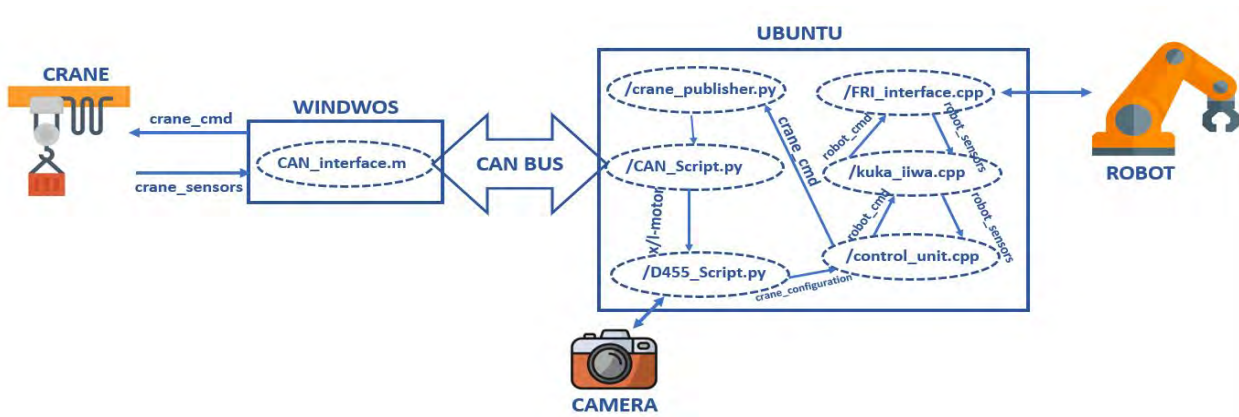 UBUNTU
CRANE
WINDWOS
crane_cmd
CAN_interface.m
crane_sensors
CAN BUS
/crane_publisher.py
/FRI_interface.cpp
crane_cmd
robot_cmd
robot_sensors
/CAN_Script.py
/kuka_iiwa.cpp
x/l-motor
robot_cmd
robot_sensors
/D455_Script.py
/control_unit.cpp
crane_configuration
ROBOT
CAMERA